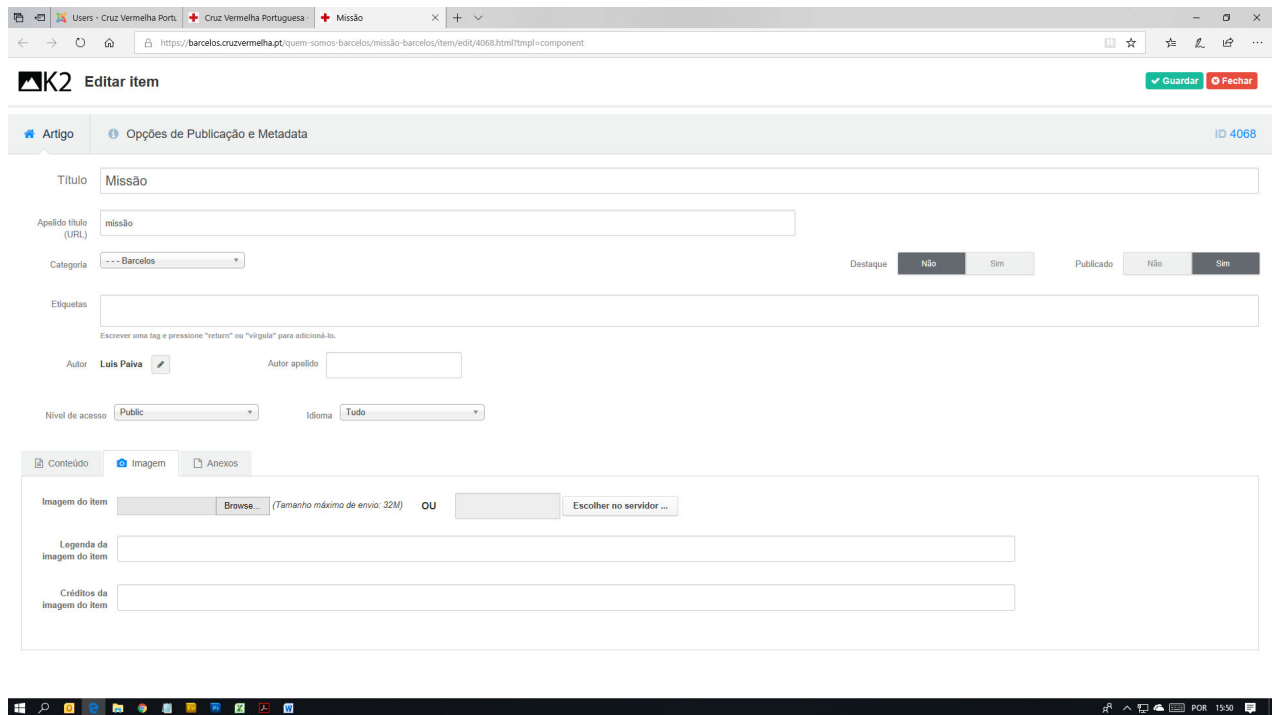 Users - Cruz Vermelha Portu
Cruz Vermelha Portuguesa -
Missão
https://barcelos.cruzvermelha.pt/quem-somos-barcelos/missão-barcelos/item/edit/4068.html?tmpl=component
K2 Editar item
Guardar
Fechar
Artigo
Opções de Publicação e Metadata
ID 4068
Título
Missão
Apelido título
(URL)
missão
Categoria
- - - Barcelos
Destaque
Não
Sim
Publicado
Não
Sim
Etiquetas
Escrever uma tag e pressione "return" ou "vírgula" para adicioná-lo.
Autor
Luis Paiva
Autor apelido
Nível de acesso
Public
Idioma
Tudo
Conteúdo
Imagem
Anexos
Imagem do item
Browse...
(Tamanho máximo de envio: 32M)
OU
Escolher no servidor ...
Legenda da
imagem do item
Créditos da
imagem do item
POR
15:50